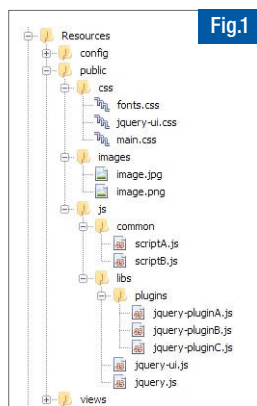 Fig.1
Resources
config
public
css
fonts.css
jquery-ui.css
main.css
images
image.jpg
image.png
js
common
scriptA.js
scriptB.js
libs
plugins
jquery-pluginA.js
jquery-pluginB.js
jquery-pluginC.js
jquery-ui.js
jquery.js
views